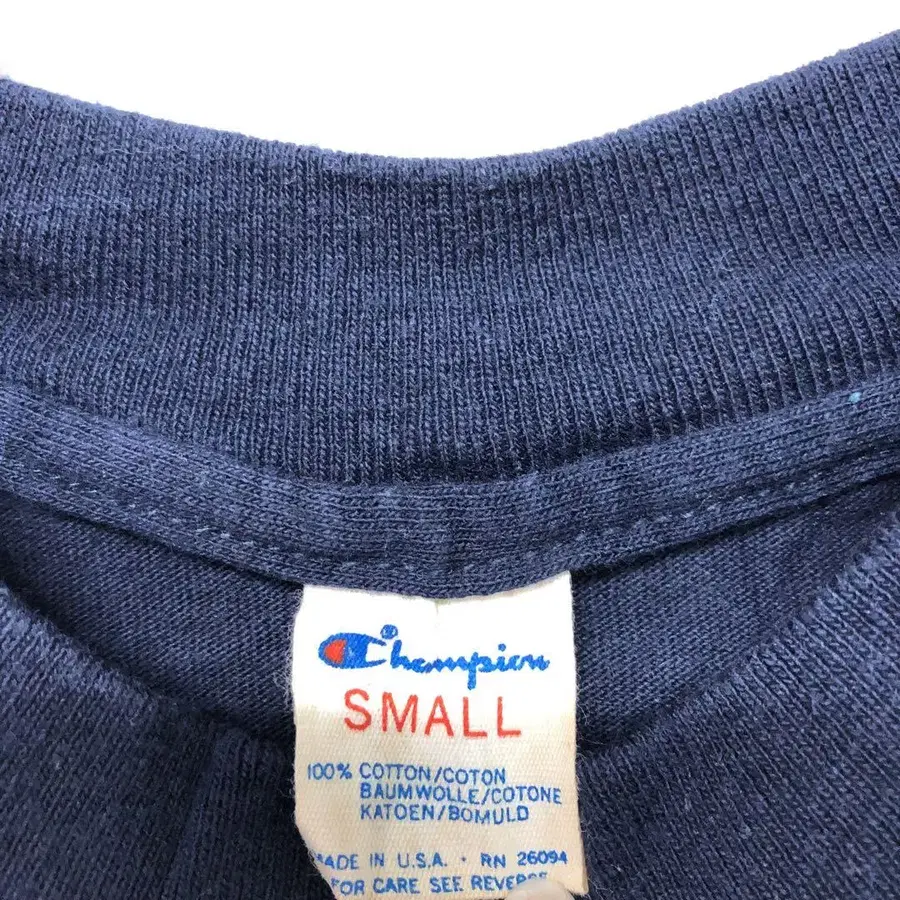 Champion®
SMALL
100% COTTON/COTON
BAUMWOLLE/COTONE
KATOEN/BOMULD
MADE IN U.S.A. · RN 26094
FOR CARE SEE REVERSE